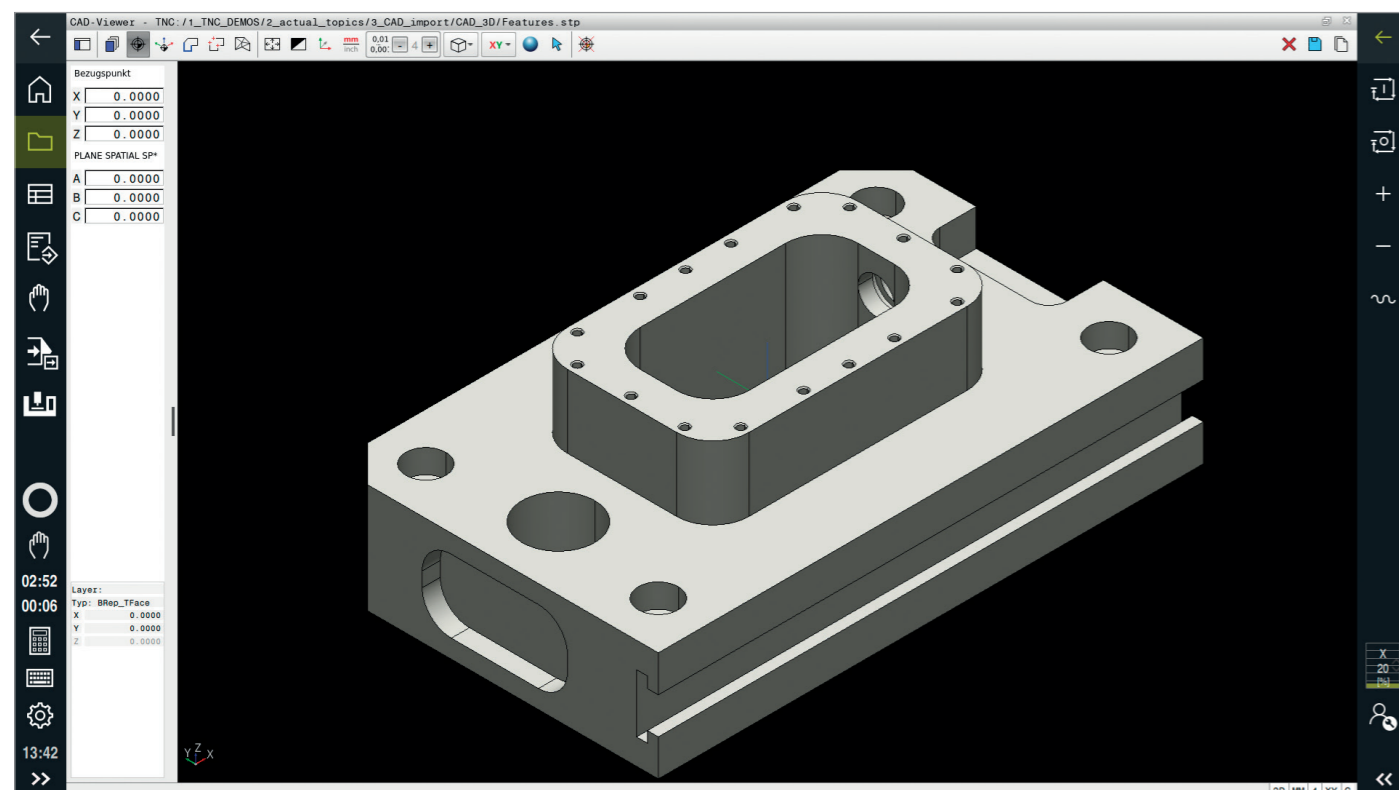 CAD-Viewer - TNC:/1_TNC_DEMOS/2_actual_topics/3_CAD_import/CAD_3D/Features.stp
mm
inch
0,01
0,00:
- 4 +
XY
Bezugspunkt
X 0.0000
Y 0.0000
Z 0.0000
PLANE SPATIAL SP*
A 0.0000
B 0.0000
C 0.0000
02:52
00:06
13:42
Layer:
Typ: BRep_TFace
X 0.0000
Y 0.0000
Z 0.0000
Y Z X
X
20
[%]